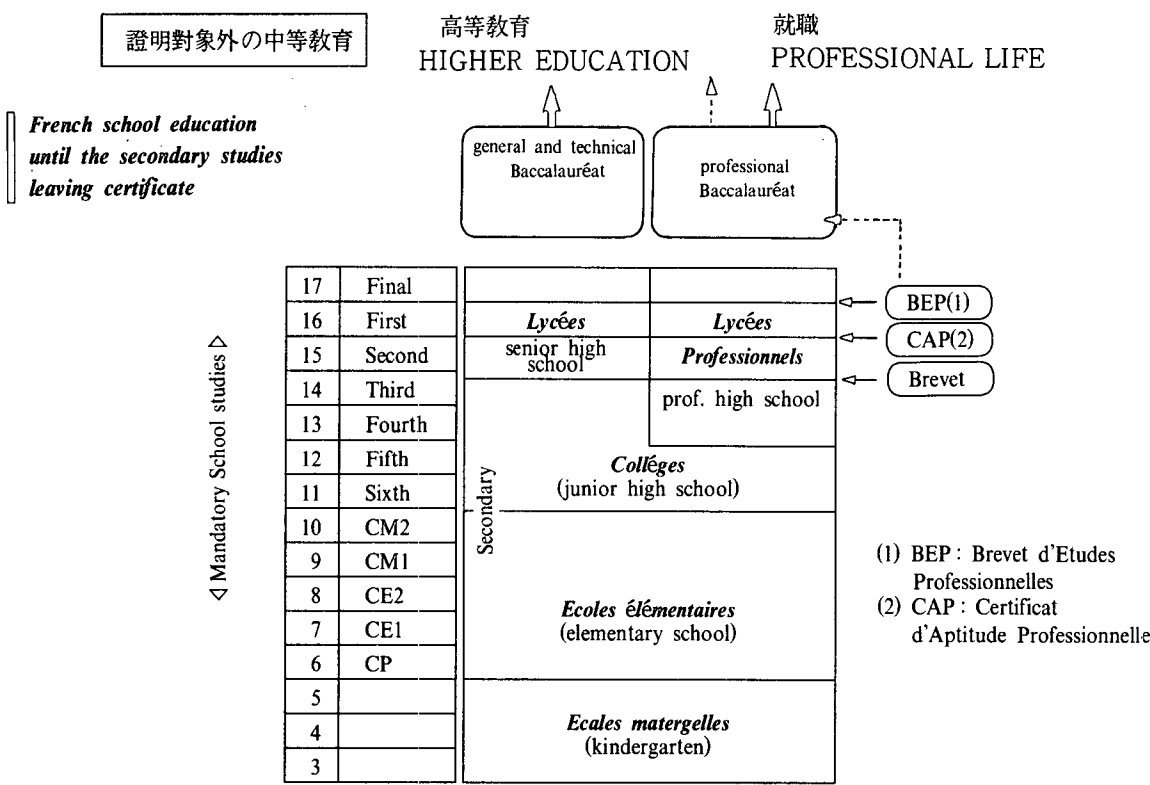 證明對象外の中等敎育
高等敎育
HIGHER EDUCATION
就職
PROFESSIONAL LIFE
French school education
until the secondary studies
leaving certificate
general and technical
Baccalauréat
professional
Baccalauréat
17 Final
16 First
15 Second
14 Third
13 Fourth
12 Fifth
11 Sixth
10 CM2
9 CM1
8 CE2
7 CE1
6 CP
5
4
3
Mandatory School studies
Lycées
senior high
school
Lycées
Professionnels
prof. high school
Secondary
Colléges
(junior high school)
Ecoles élémentaires
(elementary school)
Ecales matergelles
(kindergarten)
BEP(1)
CAP(2)
Brevet
(1) BEP : Brevet d'Etudes
Professionnelles
(2) CAP : Certificat
d'Aptitude Professionnelle